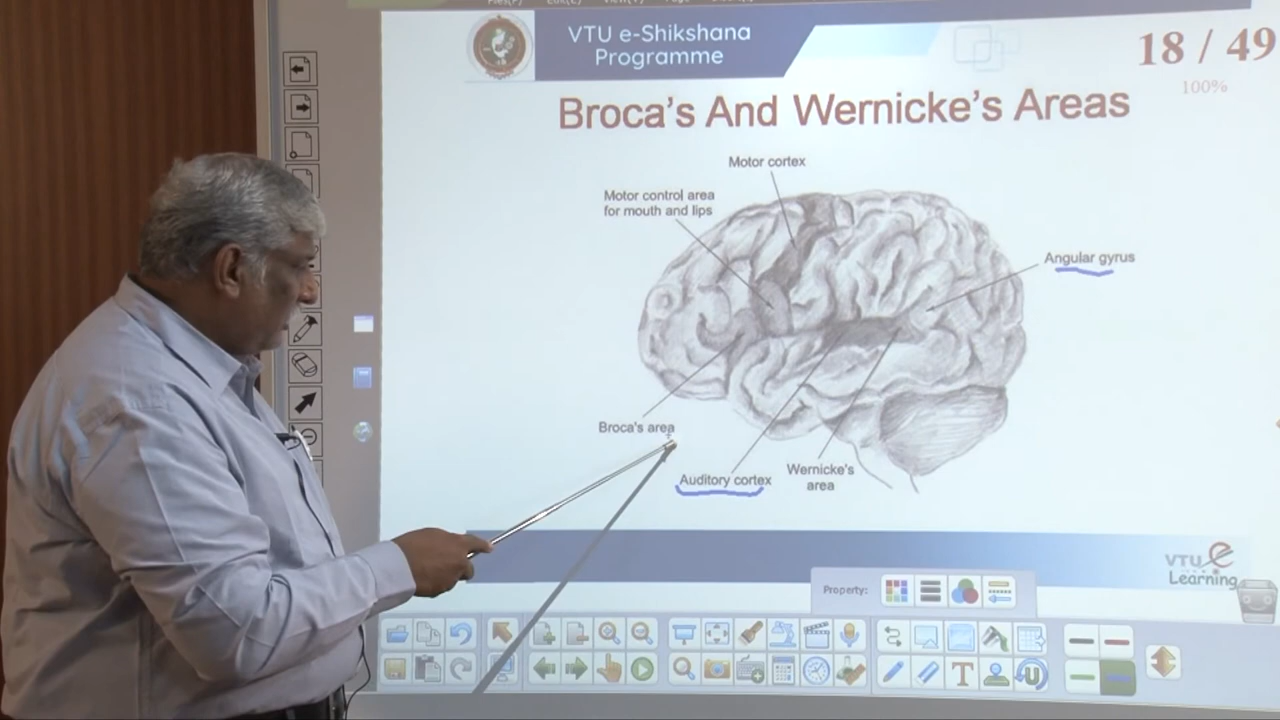 VTU e-Shikshana
Programme
18 / 49
100%
Broca's And Wernicke's Areas
Motor cortex
Motor control area
for mouth and lips
Angular gyrus
Broca's area
Auditory cortex
Wernicke's
area
VTU e
Learning
Property: